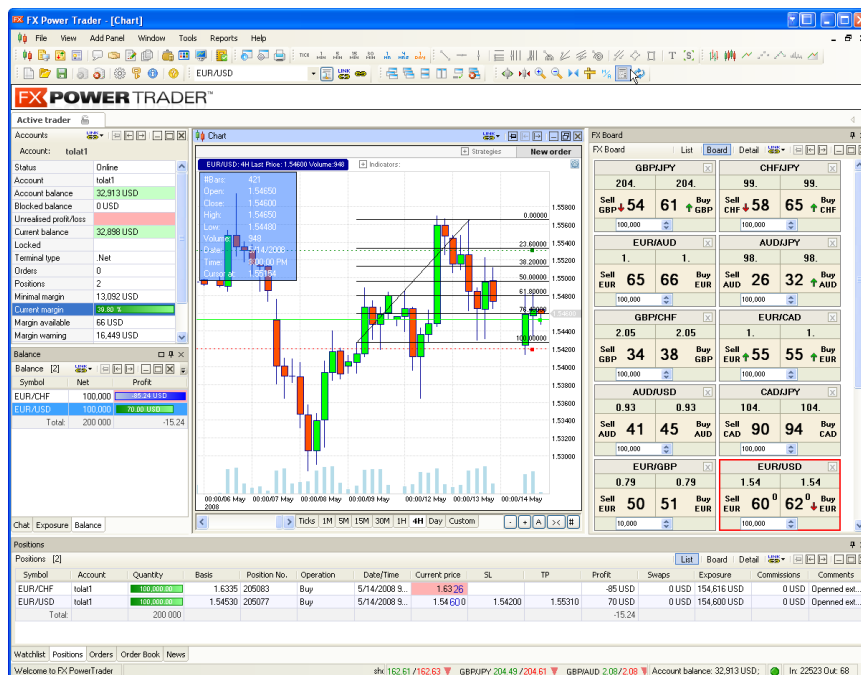 FX Power Trader - [Chart]
File View Add Panel Window Tools Reports Help
EUR/USD
FX POWERTRADER™
Active trader
Accounts
Account: tolat1
Status Online
Account tolat1
Account balance 32,913 USD
Blocked balance 0 USD
Unrealised profit/loss
Current balance 32,898 USD
Locked
Terminal type .Net
Orders 0
Positions 2
Minimal margin 13,092 USD
Current margin 39.80 %
Margin available 66 USD
Margin warning 16,449 USD
Balance
Balance [2]
Symbol Net Profit
EUR/CHF 100,000 -85.24 USD
EUR/USD 100,000 70.00 USD
Total: 200 000 -15.24
Chat Exposure Balance
Chart
Strategies New order
EUR/USD: 4H Last Price: 1.54600 Volume:948 Indicators:
#Bars: 421
Open: 1.54650
Close: 1.54600
High: 1.54650
Low: 1.54480
Volume: 948
Date: 5/14/2008
Time: :00:00 PM
Cursor at: 1.55184
0.00000
23.60000
38.20000
50.00000
61.80000
100.00000
1.55800
1.55600
1.55400
1.55200
1.55000
1.54800
1.54600
1.54400
1.54200
1.54000
1.53800
1.53600
1.53400
1.53200
1.53000
00:00/06 May 00:00/07 May 00:00/08 May 00:00/09 May 00:00/12 May 00:00/13 May 00:00/14 May
2008
Ticks 1M 5M 15M 30M 1H 4H Day Custom
- + A >< #
FX Board
FX Board List Board Detail
GBP/JPY
204. 204.
Sell GBP 54 61 Buy GBP
100,000
CHF/JPY
99. 99.
Sell CHF 58 65 Buy CHF
100,000
EUR/AUD
1. 1.
Sell EUR 65 66 Buy EUR
100,000
AUD/JPY
98. 98.
Sell AUD 26 32 Buy AUD
100,000
GBP/CHF
2.05 2.05
Sell GBP 34 38 Buy GBP
100,000
EUR/CAD
1. 1.
Sell EUR 55 55 Buy EUR
100,000
AUD/USD
0.93 0.93
Sell AUD 41 45 Buy AUD
100,000
CAD/JPY
104. 104.
Sell CAD 90 94 Buy CAD
100,000
EUR/GBP
0.79 0.79
Sell EUR 50 51 Buy EUR
10,000
EUR/USD
1.54 1.54
Sell EUR 60 0 62 0 Buy EUR
100,000
Positions
Positions [2] List Board Detail
Symbol Account Quantity Basis Position No. Operation Date/Time Current price SL TP Profit Swaps Exposure Commissions Comments
EUR/CHF tolat1 100,000.00 1.6335 205083 Buy 5/14/2008 9... 1.6326 -85 USD 0 USD 154,616 USD 0 USD Openned ext...
EUR/USD tolat1 100,000.00 1.54530 205077 Buy 5/14/2008 9... 1.54600 1.54200 1.55310 70 USD 0 USD 154,600 USD 0 USD Openned ext...
Total: 200 000 -15.24
Watchlist Positions Orders Order Book News
Welcome to FX PowerTrader 162.61 /162.63 GBP/JPY 204.49 /204.61 GBP/AUD 2.08 /2.08 Account balance: 32,913 USD; In: 22523 Out: 68